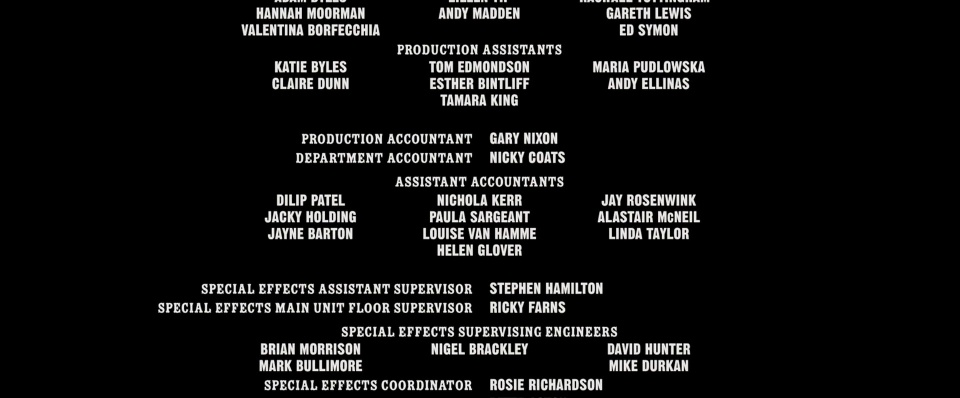 HANNAH MOORMAN ANDY MADDEN GARETH LEWIS
VALENTINA BORFECCHIA ED SYMON
PRODUCTION ASSISTANTS
KATIE BYLES TOM EDMONDSON MARIA PUDLOWSKA
CLAIRE DUNN ESTHER BINTLIFF ANDY ELLINAS
TAMARA KING
PRODUCTION ACCOUNTANT GARY NIXON
DEPARTMENT ACCOUNTANT NICKY COATS
ASSISTANT ACCOUNTANTS
DILIP PATEL NICHOLA KERR JAY ROSENWINK
JACKY HOLDING PAULA SARGEANT ALASTAIR McNEIL
JAYNE BARTON LOUISE VAN HAMME LINDA TAYLOR
HELEN GLOVER
SPECIAL EFFECTS ASSISTANT SUPERVISOR STEPHEN HAMILTON
SPECIAL EFFECTS MAIN UNIT FLOOR SUPERVISOR RICKY FARNS
SPECIAL EFFECTS SUPERVISING ENGINEERS
BRIAN MORRISON NIGEL BRACKLEY DAVID HUNTER
MARK BULLIMORE MIKE DURKAN
SPECIAL EFFECTS COORDINATOR ROSIE RICHARDSON